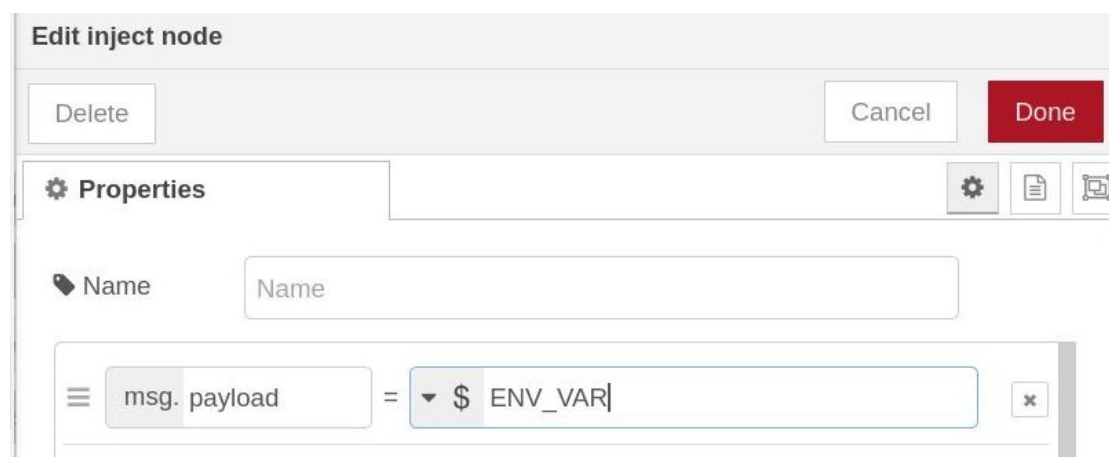 Edit inject node
Delete Cancel Done
Properties
Name Name
msg. payload = $ ENV_VAR